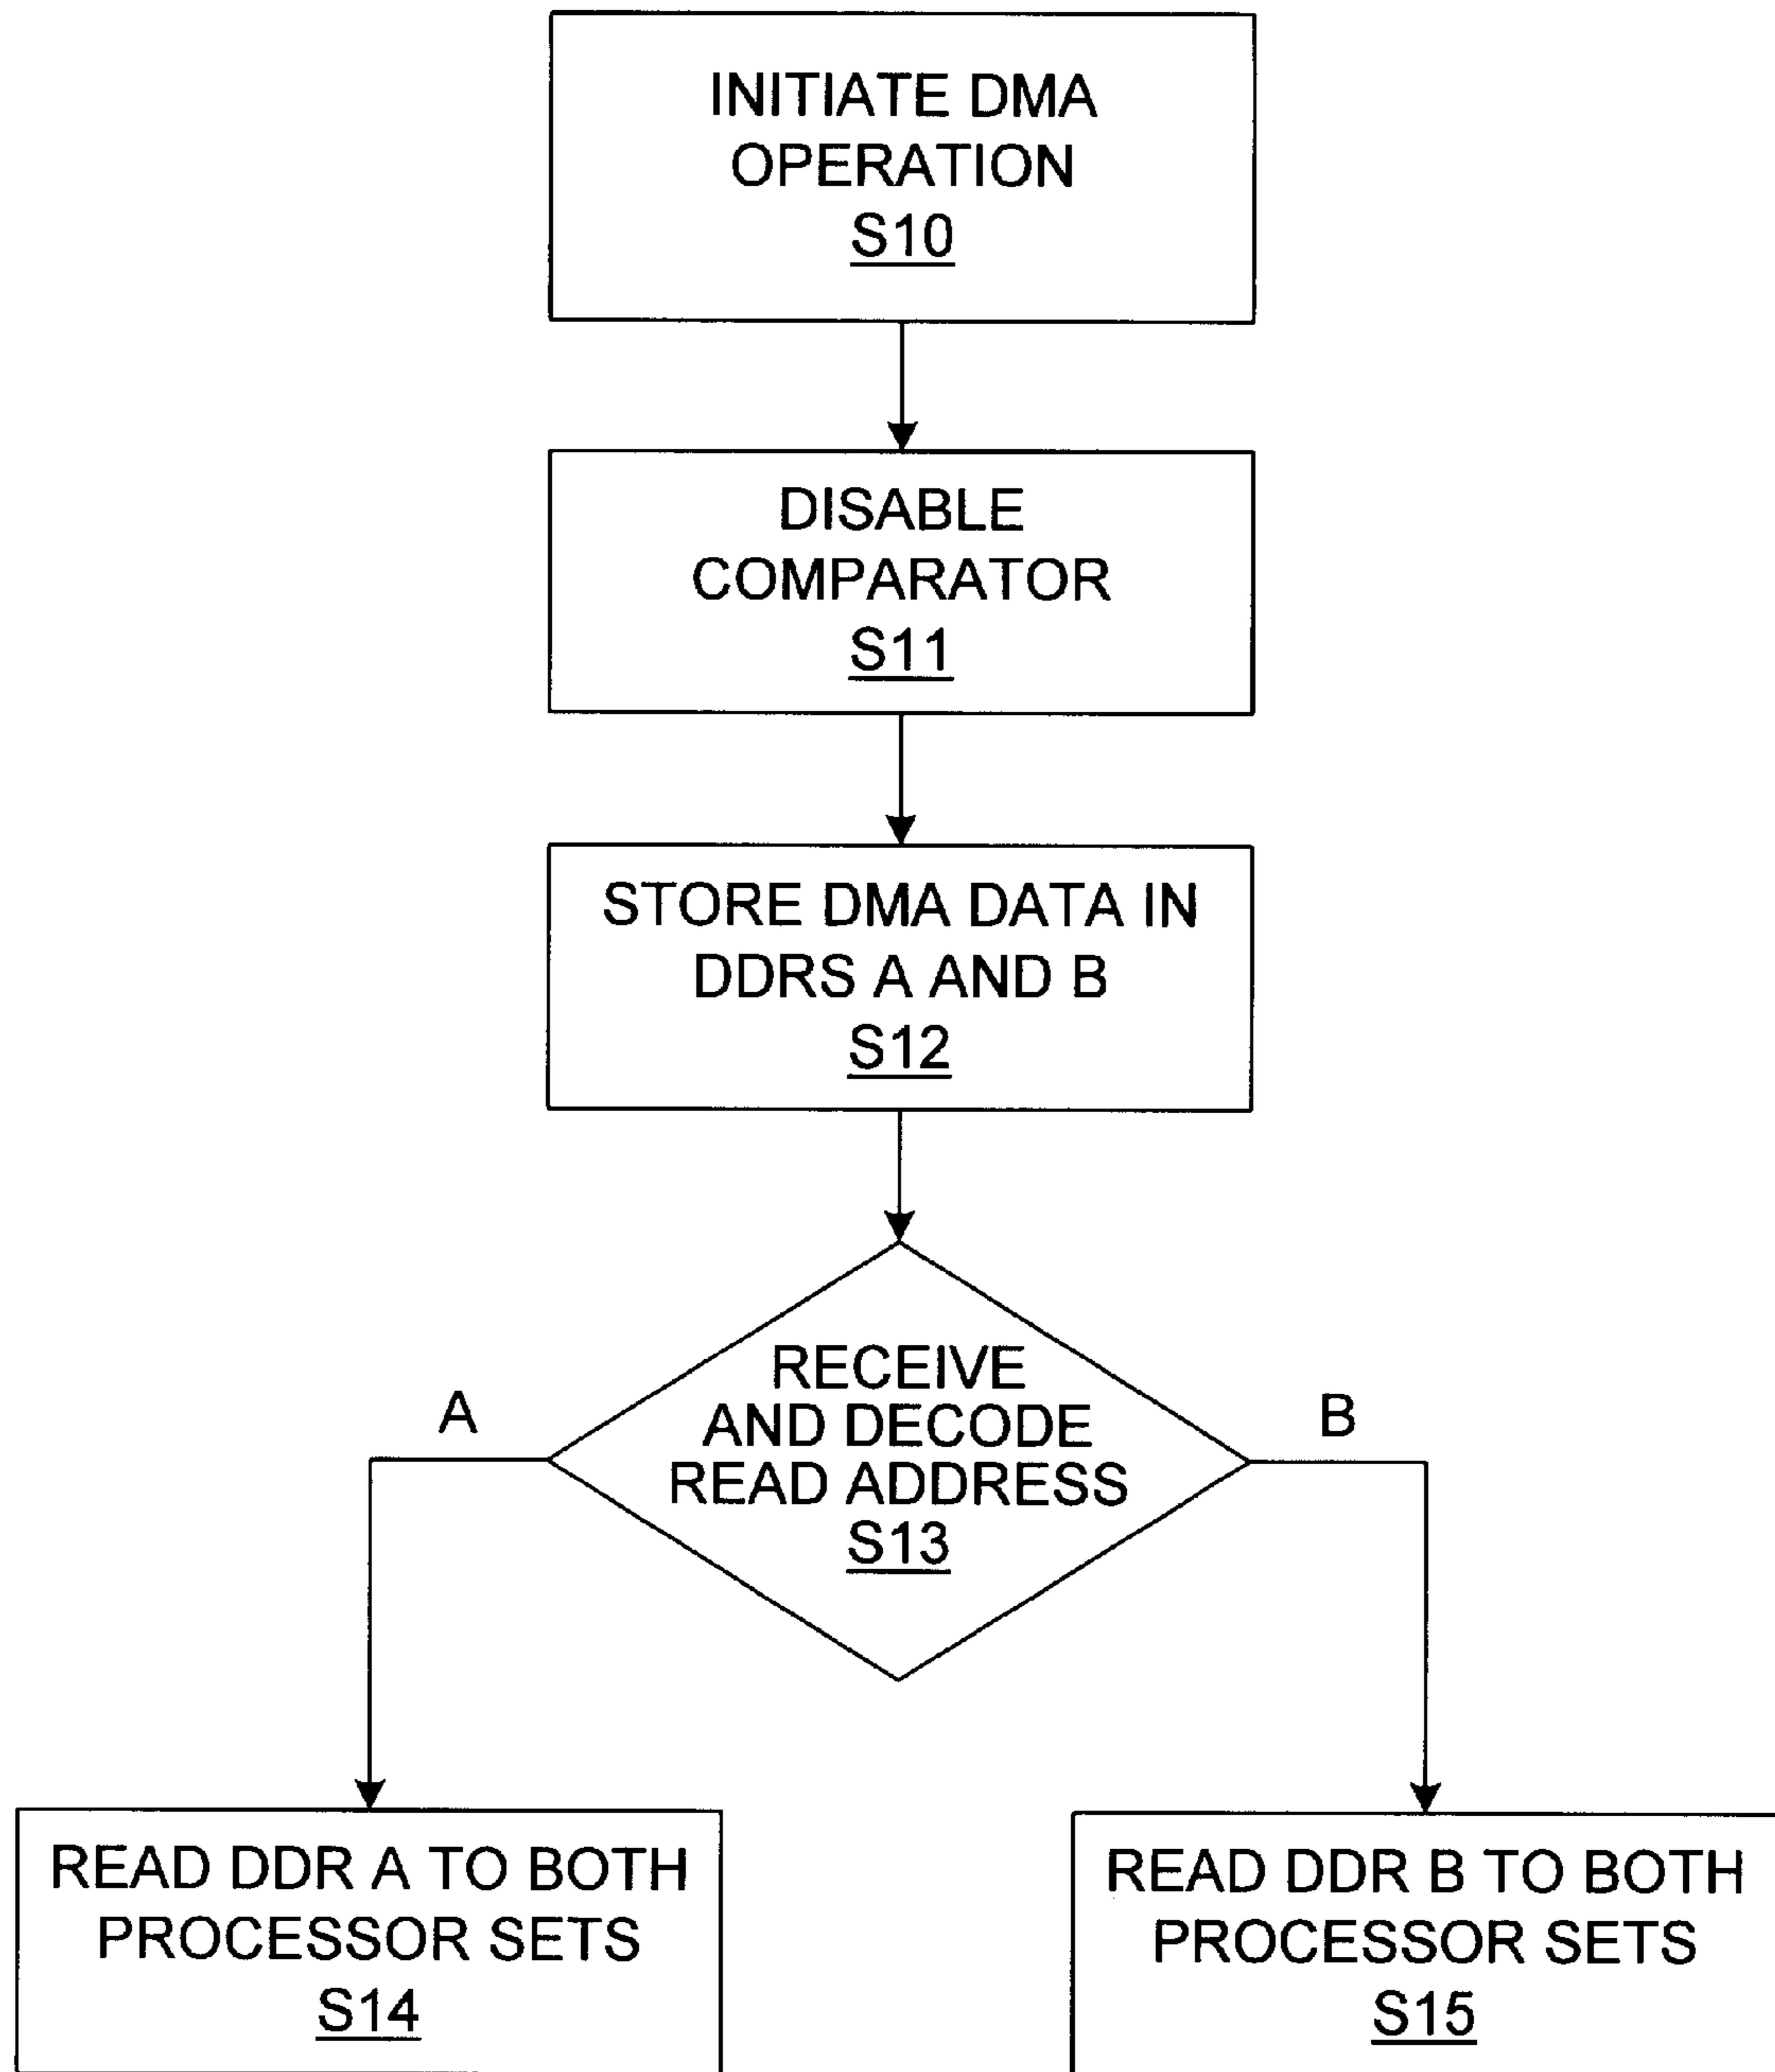 INITIATE DMA
OPERATION
S10
DISABLE
COMPARATOR
S11
STORE DMA DATA IN
DDRS A AND B
S12
RECEIVE
AND DECODE
READ ADDRESS
S13
A
B
READ DDR A TO BOTH
PROCESSOR SETS
S14
READ DDR B TO BOTH
PROCESSOR SETS
S15